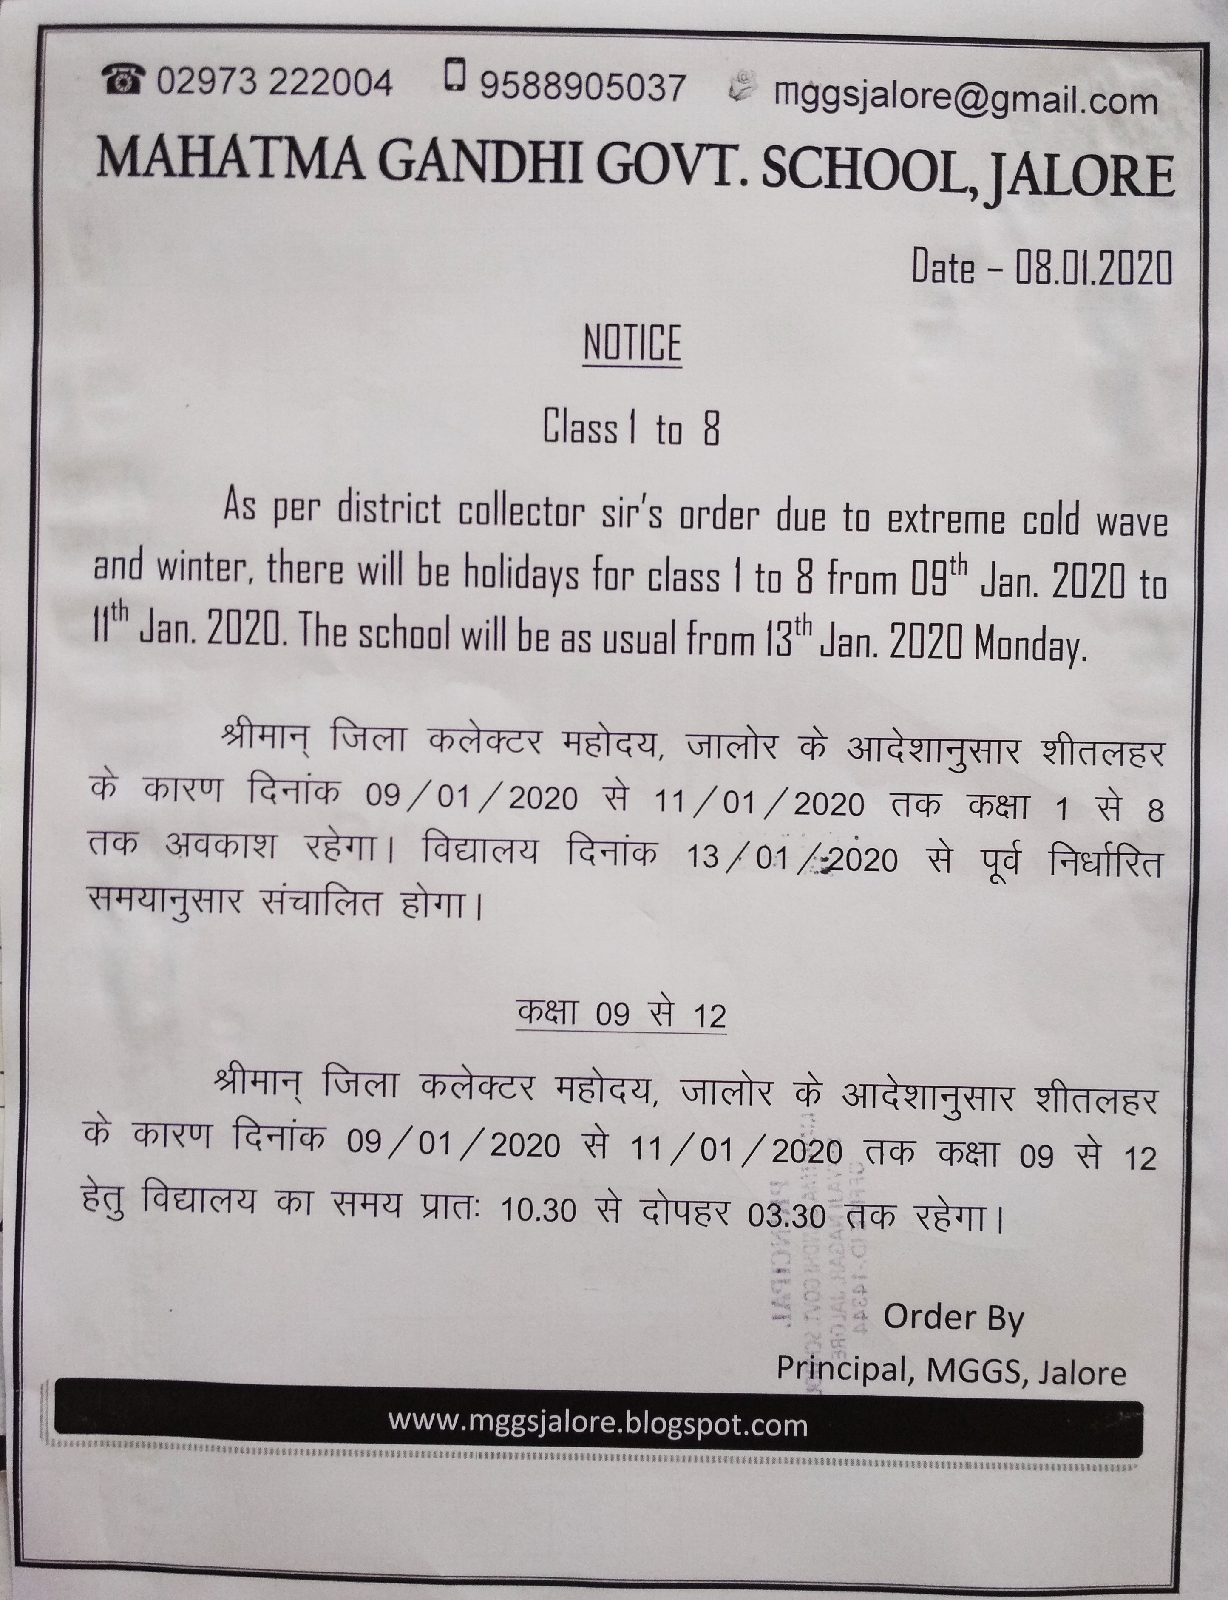 02973 222004 9588905037 mggsjalore@gmail.com
MAHATMA GANDHI GOVT. SCHOOL, JALORE
Date – 08.01.2020
NOTICE
Class 1 to 8
As per district collector sir's order due to extreme cold wave
and winter, there will be holidays for class 1 to 8 from 09th Jan. 2020 to
11th Jan. 2020. The school will be as usual from 13th Jan. 2020 Monday.
श्रीमान् जिला कलेक्टर महोदय, जालोर के आदेशानुसार शीतलहर
के कारण दिनांक 09/01/2020 से 11/01/2020 तक कक्षा 1 से 8
तक अवकाश रहेगा। विद्यालय दिनांक 13/01/2020 से पूर्व निर्धारित
समयानुसार संचालित होगा।
कक्षा 09 से 12
श्रीमान् जिला कलेक्टर महोदय, जालोर के आदेशानुसार शीतलहर
के कारण दिनांक 09/01/2020 से 11/01/2020 तक कक्षा 09 से 12
हेतु विद्यालय का समय प्रातः 10.30 से दोपहर 03.30 तक रहेगा।
Order By
Principal, MGGS, Jalore
www.mggsjalore.blogspot.com